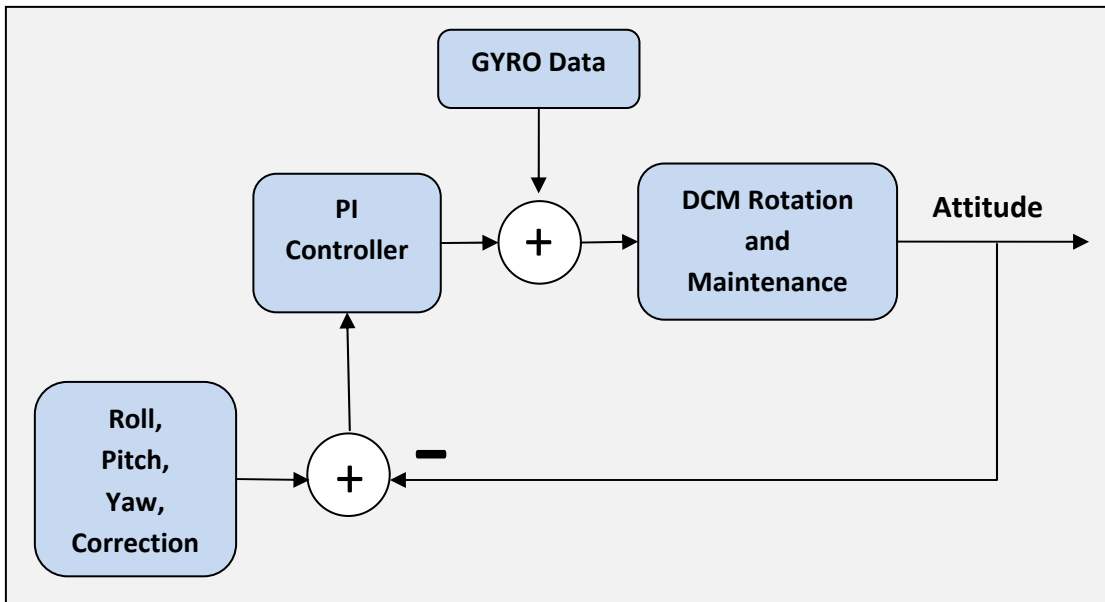 GYRO Data
PI
Controller
+
DCM Rotation
and
Maintenance
Attitude
Roll,
Pitch,
Yaw,
Correction
+
-